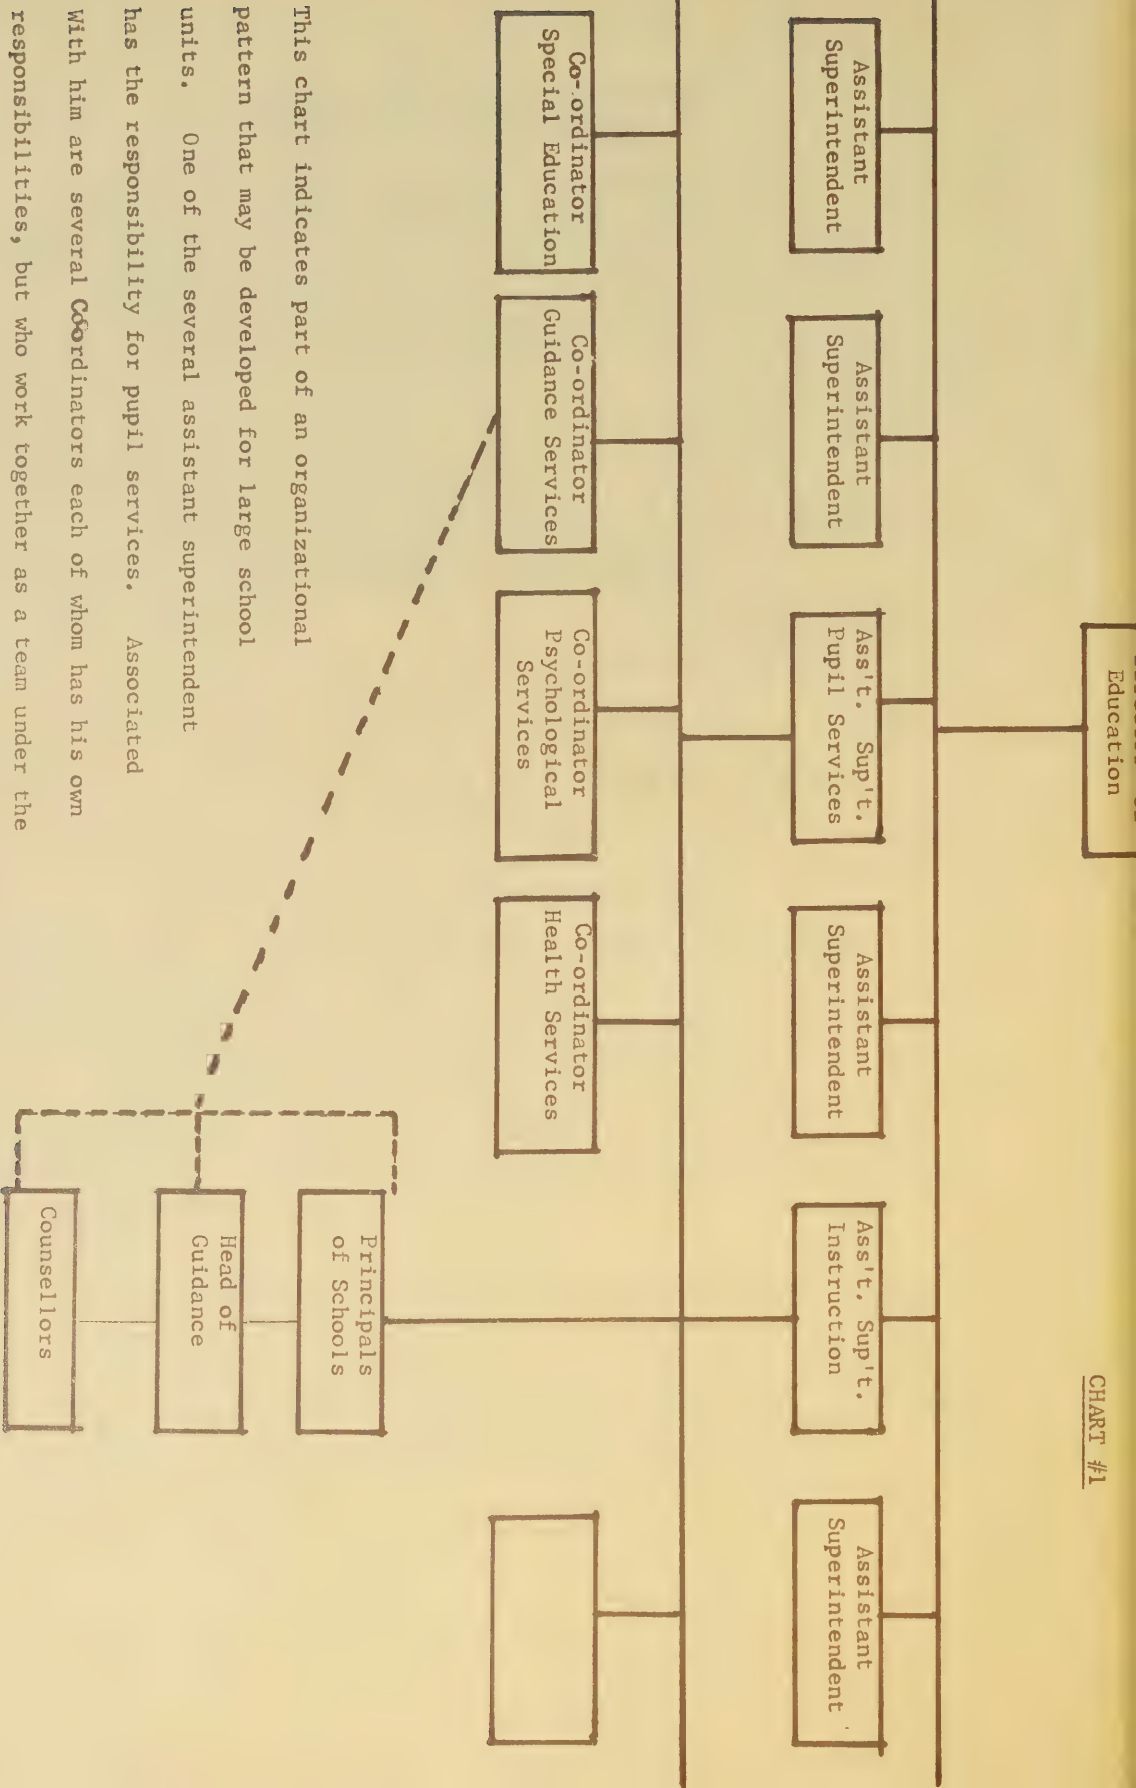 CHART #1
Education
Assistant
Superintendent
Assistant
Superintendent
Ass't. Sup't.
Pupil Services
Assistant
Superintendent
Ass't. Sup't.
Instruction
Assistant
Superintendent
Co-ordinator
Special Education
Co-ordinator
Guidance Services
Co-ordinator
Psychological
Services
Co-ordinator
Health Services
Principals
of Schools
Head of
Guidance
Counsellors
This chart indicates part of an organizational
pattern that may be developed for large school
units. One of the several assistant superintendent
has the responsibility for pupil services. Associated
With him are several Coordinators each of whom has his own
responsibilities, but who work together as a team under the